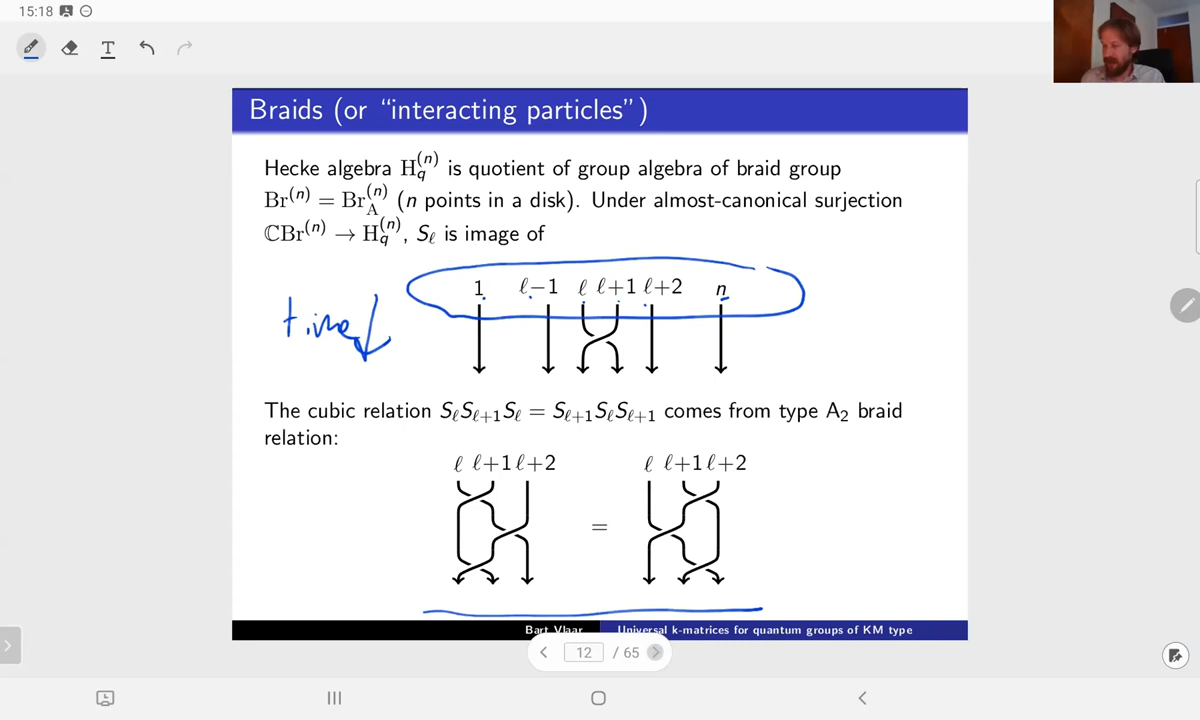 15:18
Braids (or “interacting particles”)
Hecke algebra H_q^(n) is quotient of group algebra of braid group
Br^(n) = Br_A^(n) (n points in a disk). Under almost-canonical surjection
ℂBr^(n) → H_q^(n), S_ℓ is image of
1 ℓ−1 ℓ ℓ+1 ℓ+2 n
time
The cubic relation S_ℓS_ℓ+1S_ℓ = S_ℓ+1S_ℓS_ℓ+1 comes from type A_2 braid
relation:
ℓ ℓ+1 ℓ+2 ℓ ℓ+1 ℓ+2
=
Bart Vlaar Universal k-matrices for quantum groups of KM type
12 / 65